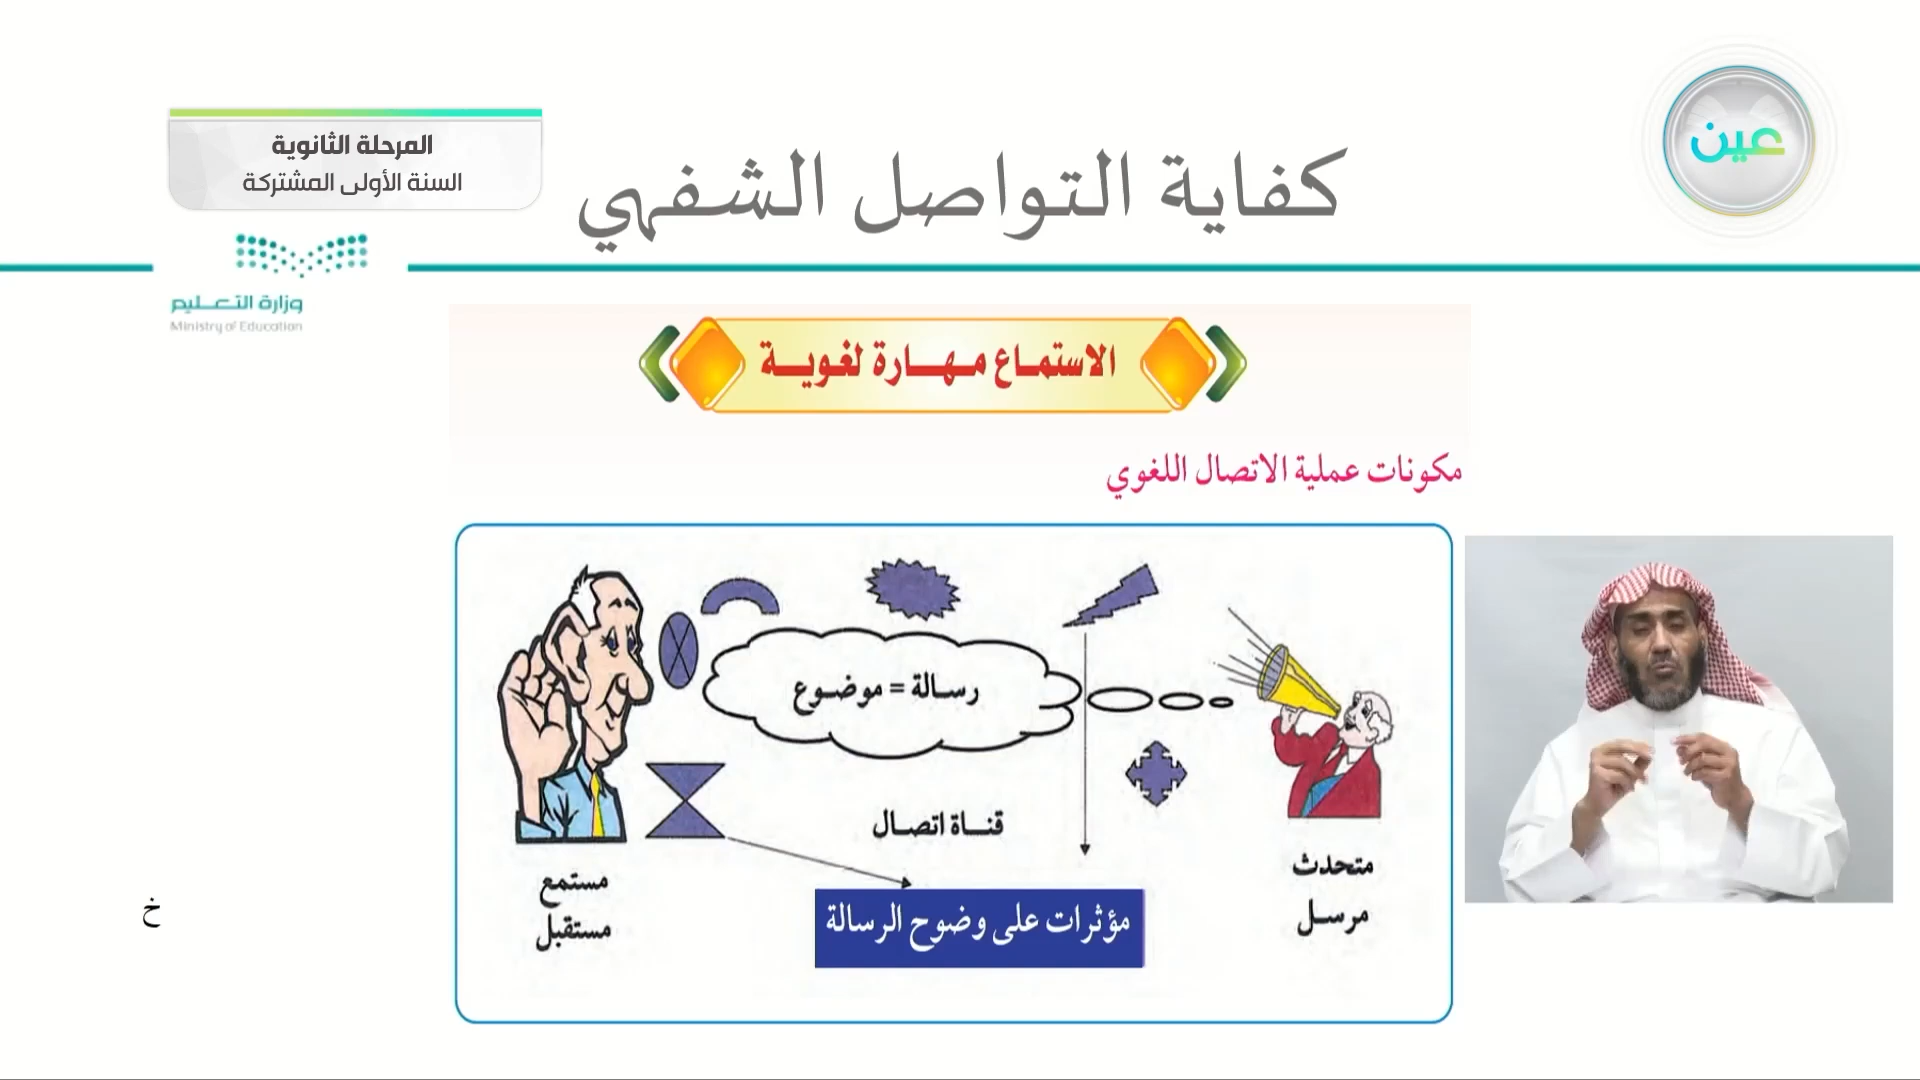 عين
المرحلة الثانوية
السنة الأولى المشتركة
كفاية التواصل الشفهي
وزارة التعليم
Ministry of Education
الاستماع مهارة لغوية
مكونات عملية الاتصال اللغوي
رسالة = موضوع
قناة اتصال
متحدث
مرسل
مستمع
مستقبل
مؤثرات على وضوح الرسالة
خ